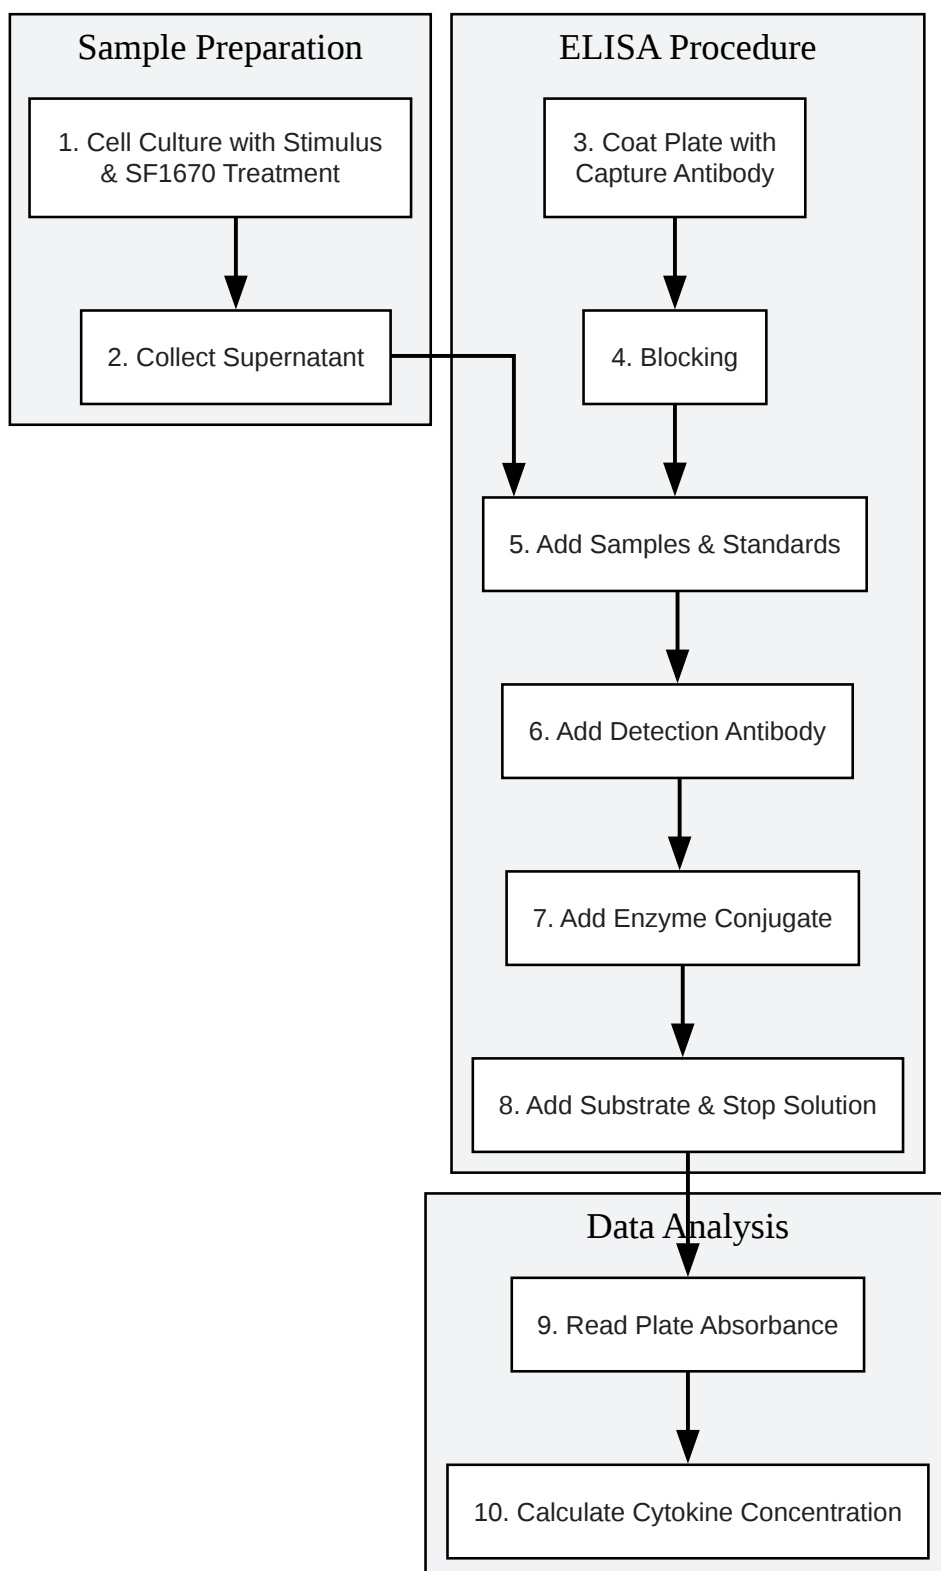 Sample Preparation
1. Cell Culture with Stimulus
& SF1670 Treatment
2. Collect Supernatant
ELISA Procedure
3. Coat Plate with
Capture Antibody
4. Blocking
5. Add Samples & Standards
6. Add Detection Antibody
7. Add Enzyme Conjugate
8. Add Substrate & Stop Solution
Data Analysis
9. Read Plate Absorbance
10. Calculate Cytokine Concentration